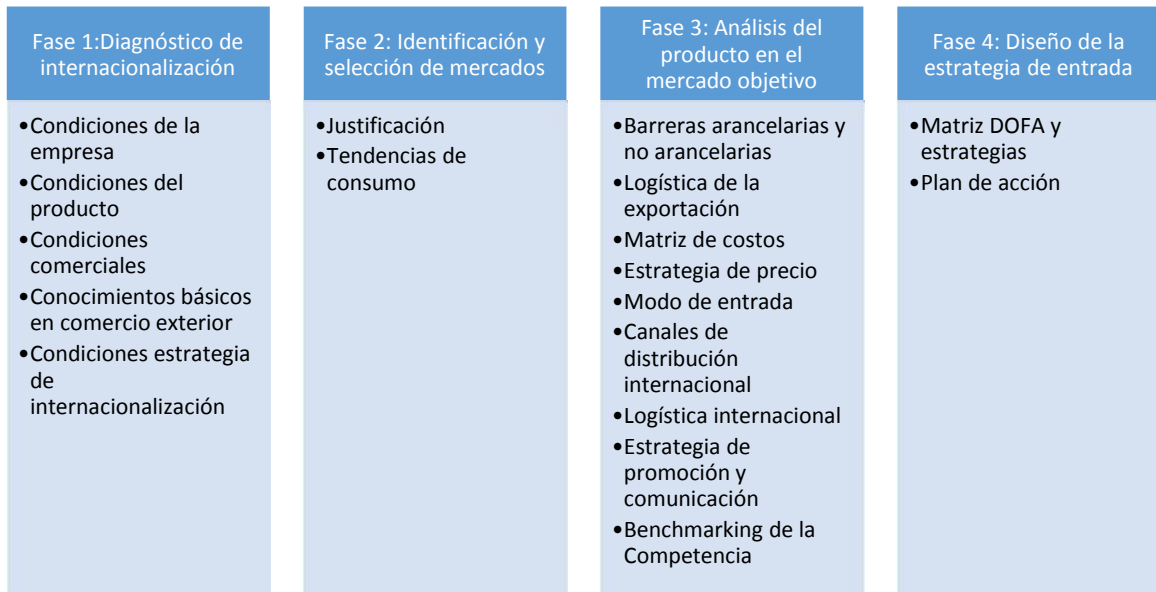 Fase 1:Diagnóstico de
internacionalización
•Condiciones de la
empresa
•Condiciones del
producto
•Condiciones
comerciales
•Conocimientos básicos
en comercio exterior
•Condiciones estrategia
de
internacionalización
Fase 2: Identificación y
selección de mercados
•Justificación
•Tendencias de
consumo
Fase 3: Análisis del
producto en el
mercado objetivo
•Barreras arancelarias y
no arancelarias
•Logística de la
exportación
•Matriz de costos
•Estrategia de precio
•Modo de entrada
•Canales de
distribución
internacional
•Logística internacional
•Estrategia de
promoción y
comunicación
•Benchmarking de la
Competencia
Fase 4: Diseño de la
estrategia de entrada
•Matriz DOFA y
estrategias
•Plan de acción